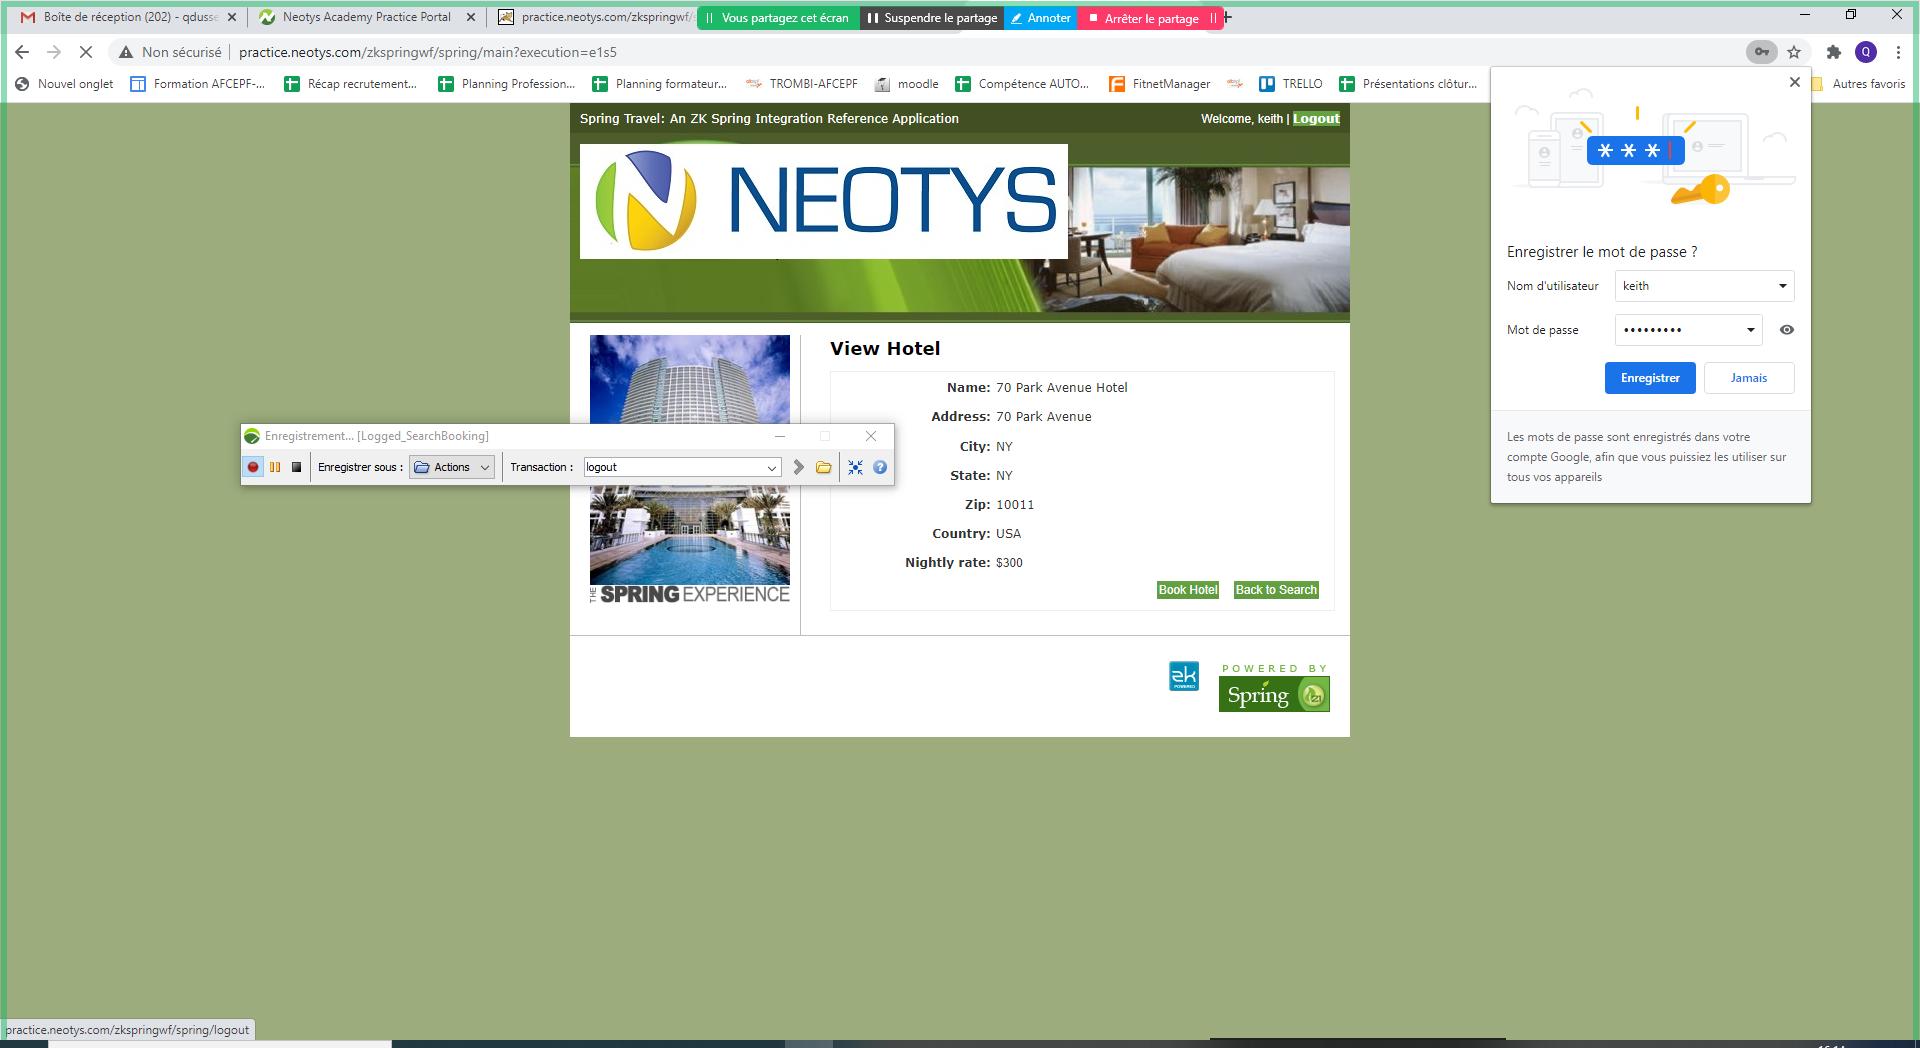 Boîte de réception (202) - qdusse
Neotys Academy Practice Portal
practice.neotys.com/zkspringwf/s
Vous partagez cet écran
Suspendre le partage
Annoter
Arrêter le partage
Non sécurisé
practice.neotys.com/zkspringwf/spring/main?execution=e1s5
Q
Nouvel onglet
Formation AFCEPF-...
Récap recrutement...
Planning Profession...
Planning formateur...
TROMBI-AFCEPF
moodle
Compétence AUTO...
FitnetManager
TRELLO
Présentations clôtur...
Autres favoris
Spring Travel: An ZK Spring Integration Reference Application
Welcome, keith | Logout
NEOTYS
View Hotel
Name: 70 Park Avenue Hotel
Address: 70 Park Avenue
City: NY
State: NY
Zip: 10011
Country: USA
Nightly rate: $300
Book Hotel
Back to Search
THE SPRING EXPERIENCE
zk
POWERED
POWERED BY
Spring
Enregistrement... [Logged_SearchBooking]
Enregistrer sous :
Actions
Transaction :
logout
***
Enregistrer le mot de passe ?
Nom d'utilisateur
keith
Mot de passe
•••••••••
Enregistrer
Jamais
Les mots de passe sont enregistrés dans votre
compte Google, afin que vous puissiez les utiliser sur
tous vos appareils
practice.neotys.com/zkspringwf/spring/logout